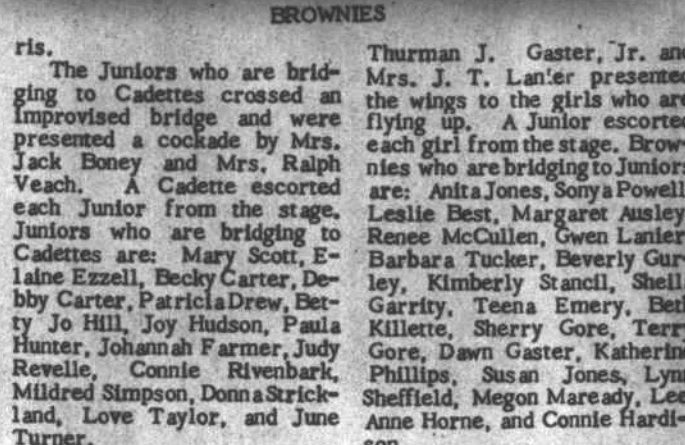 BROWNIES
ris.
The Juniors who are brid-
ging to Cadettes crossed an
improvised bridge and were
presented a cockade by Mrs.
Jack Boney and Mrs. Ralph
Veach. A Cadette escorted
each Junior from the stage.
Juniors who are bridging to
Cadettes are: Mary Scott, E-
laine Ezzell, Becky Carter, De-
bby Carter, Patricia Drew, Bet-
ty Jo Hill, Joy Hudson, Paula
Hunter, Johannah Farmer, Judy
Revelle, Connie Rivenbark,
Mildred Simpson, Donna Strick-
land, Love Taylor, and June
Turner.
Thurman J. Gaster, Jr. and
Mrs. J. T. Lanier presented
the wings to the girls who are
flying up. A Junior escorted
each girl from the stage. Brow-
nies who are bridging to Juniors
are: Anita Jones, Sonya Powell,
Leslie Best, Margaret Ausley,
Renee McCullen, Gwen Lanier,
Barbara Tucker, Beverly Gur-
ley, Kimberly Stancil, Sheil
Garrity, Teena Emery, Beth
Killette, Sherry Gore, Terry
Gore, Dawn Gaster, Katherine
Phillips, Susan Jones, Lynn
Sheffield, Megon Maready, Lee
Anne Horne, and Connie Hardi-
son.